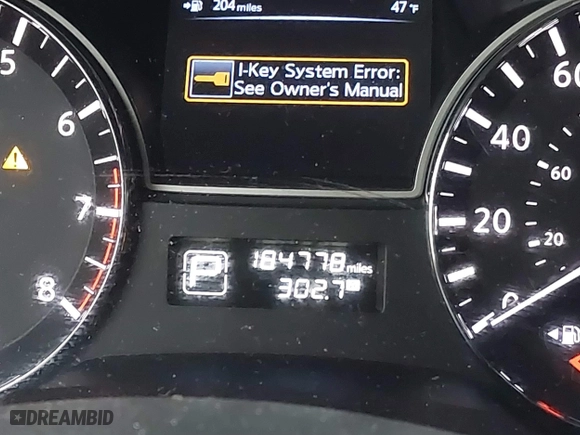 204 miles 47 °F
I-Key System Error:
See Owner's Manual
5
6
7
8
P
184778 miles
302.7
60
40
20
0
60
20
DREAMBID